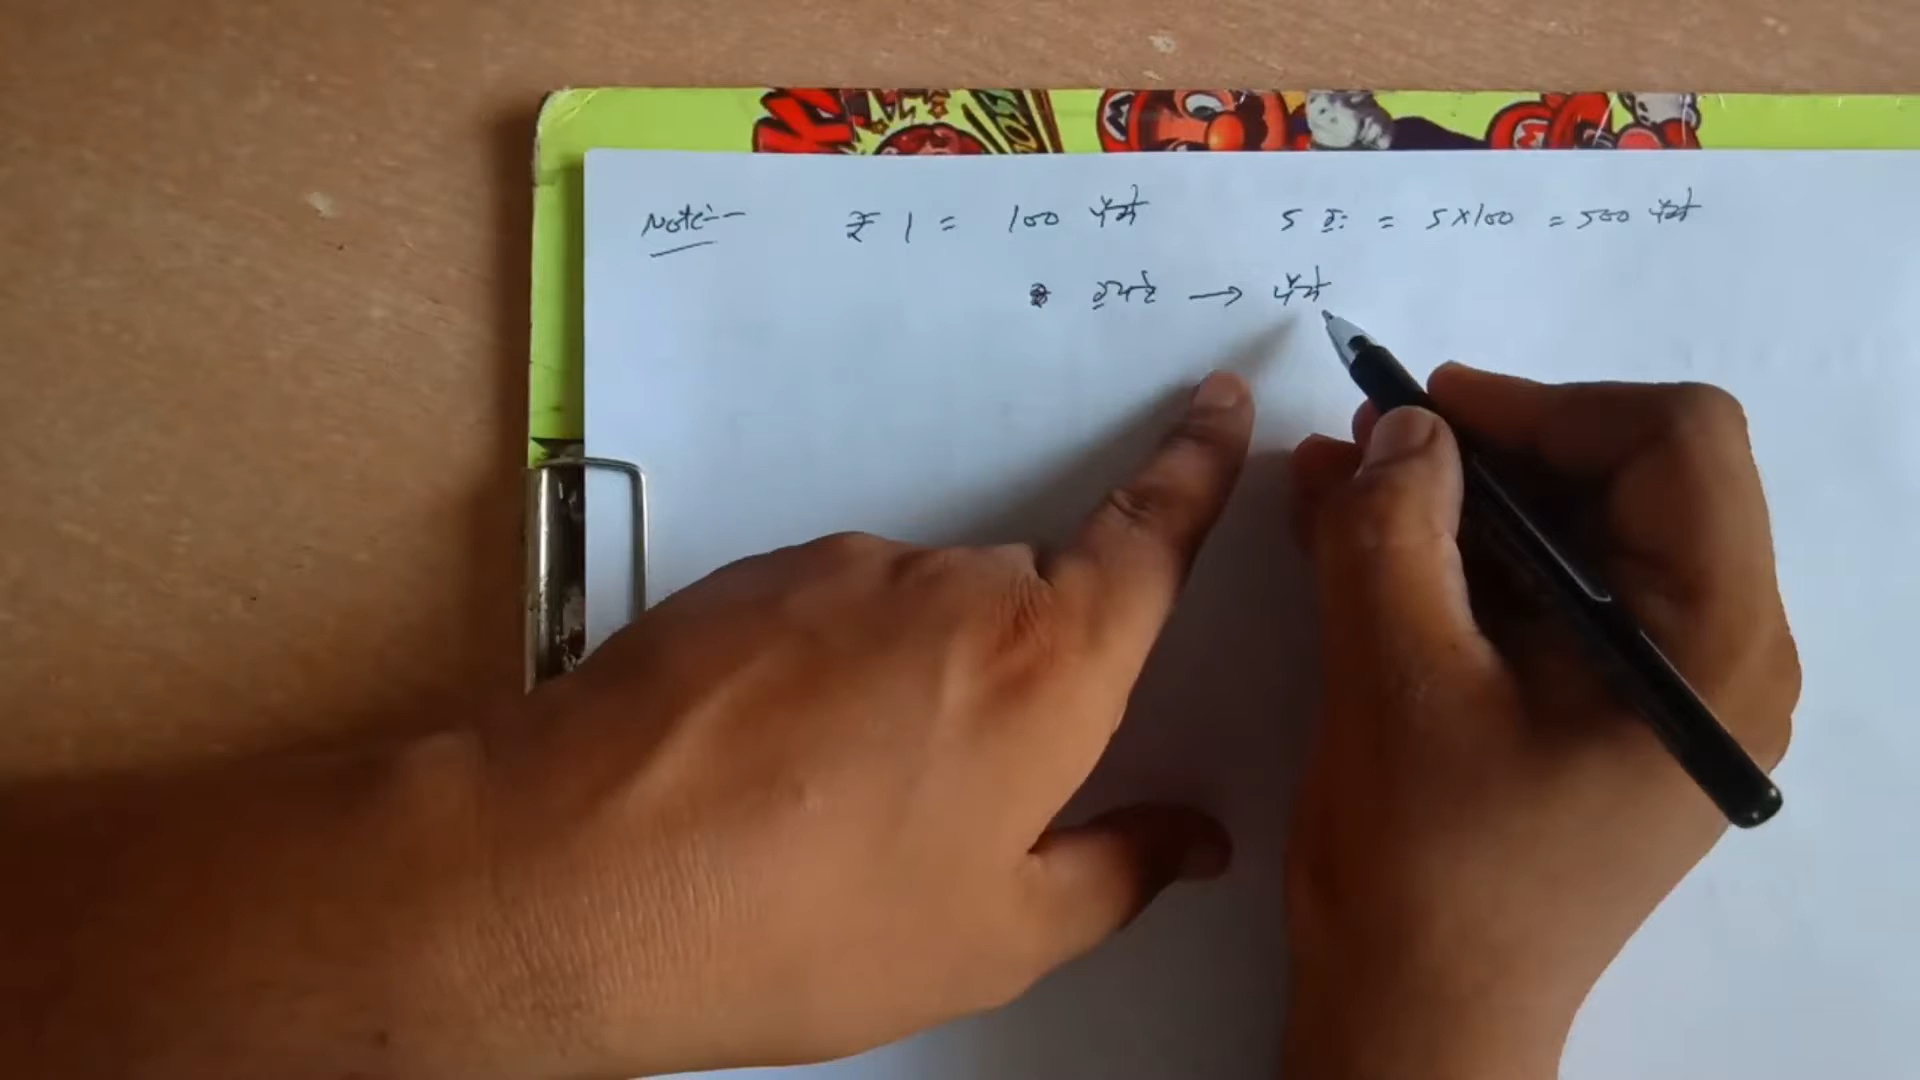 Note:- ₹ 1 = 100 पैसे 5 रु: = 5×100 = 500 पैसे
रूपये → पैसे
M M